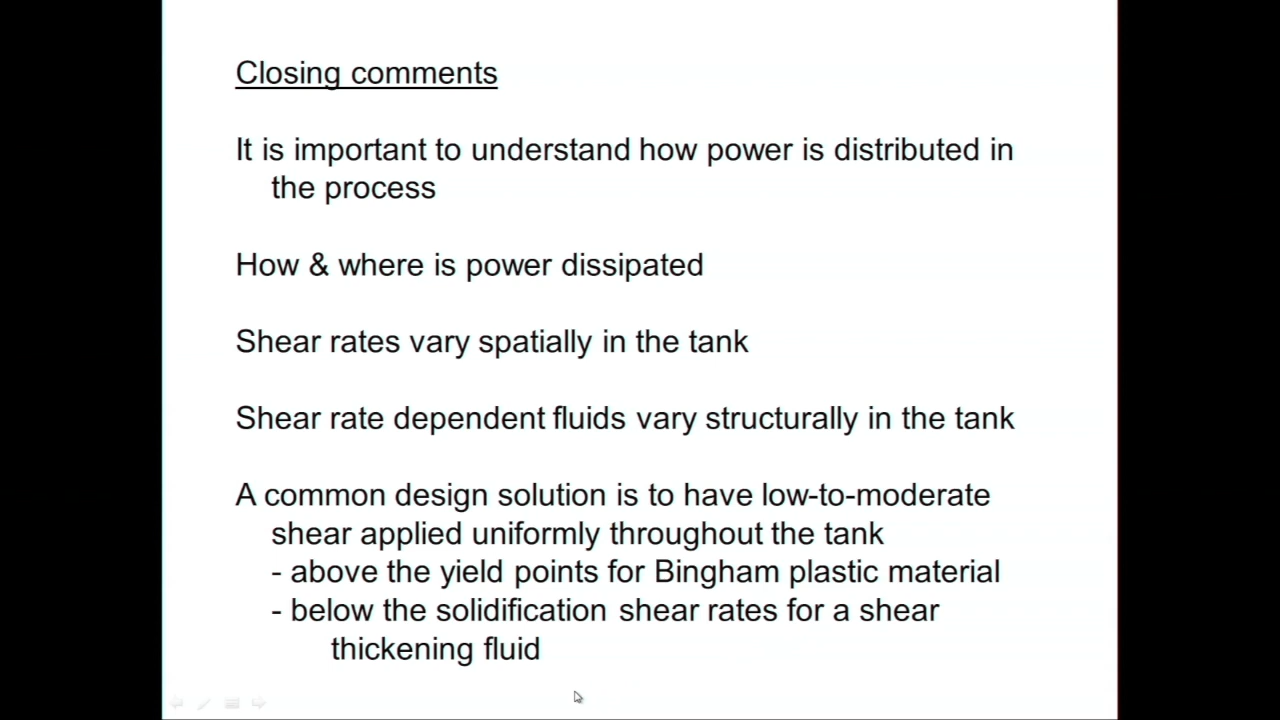 Closing comments
It is important to understand how power is distributed in
the process
How & where is power dissipated
Shear rates vary spatially in the tank
Shear rate dependent fluids vary structurally in the tank
A common design solution is to have low-to-moderate
shear applied uniformly throughout the tank
- above the yield points for Bingham plastic material
- below the solidification shear rates for a shear
thickening fluid